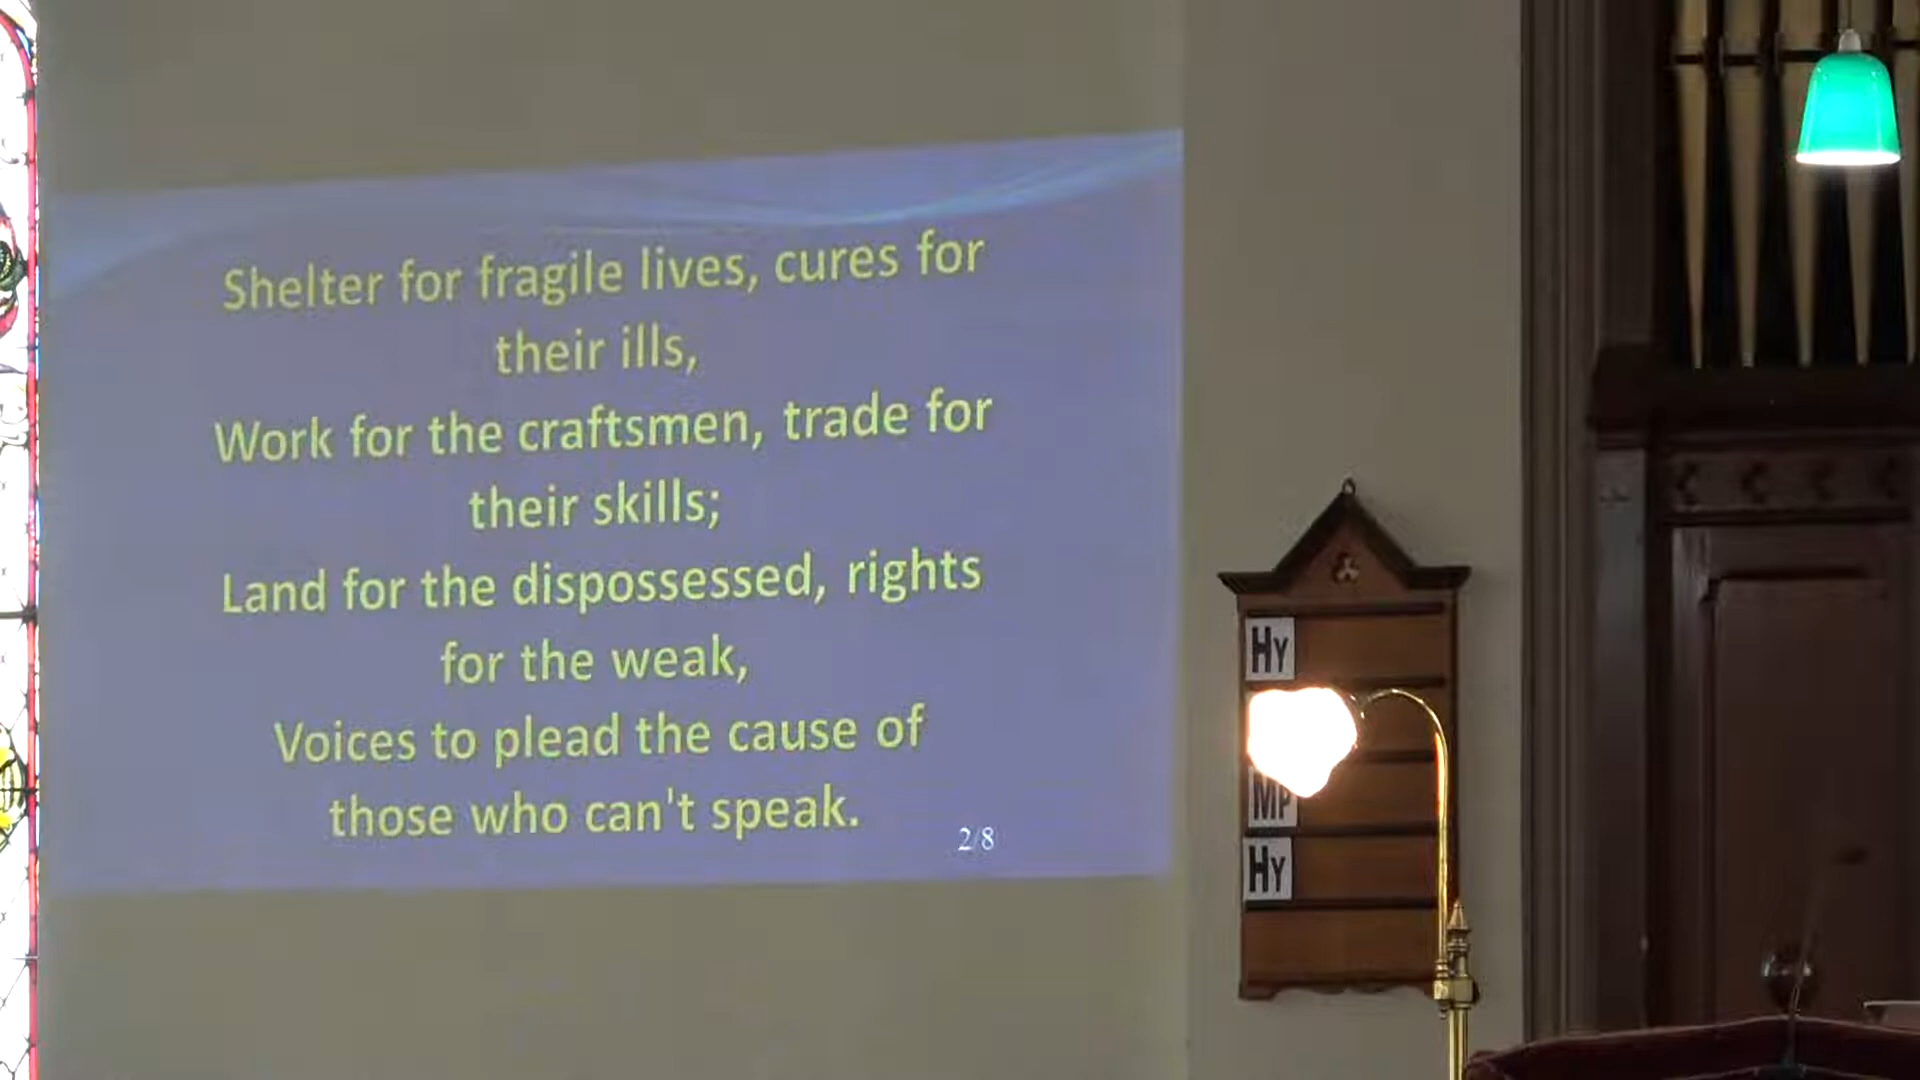 Shelter for fragile lives, cures for
their ills,
Work for the craftsmen, trade for
their skills;
Land for the dispossessed, rights
for the weak,
Voices to plead the cause of
those who can't speak.
2/8
HY
MP
HY